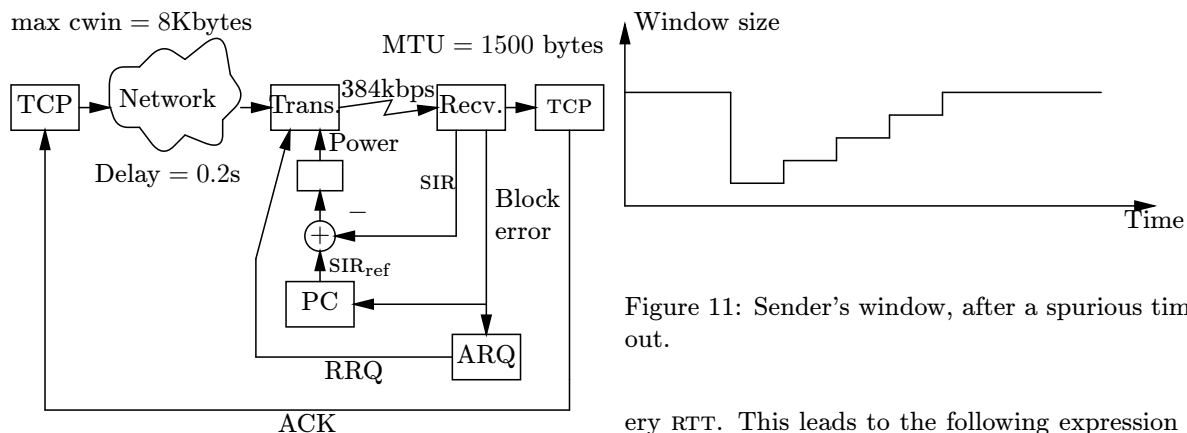 max cwin = 8Kbytes
MTU = 1500 bytes
TCP
Network
Trans.
384kbps
Recv.
TCP
Delay = 0.2s
Power
SIR
Block
error
−
+
SIRref
PC
ARQ
RRQ
ACK
Window size
Time
Figure 11: Sender's window, after a spurious tim
out.
ery RTT. This leads to the following expression